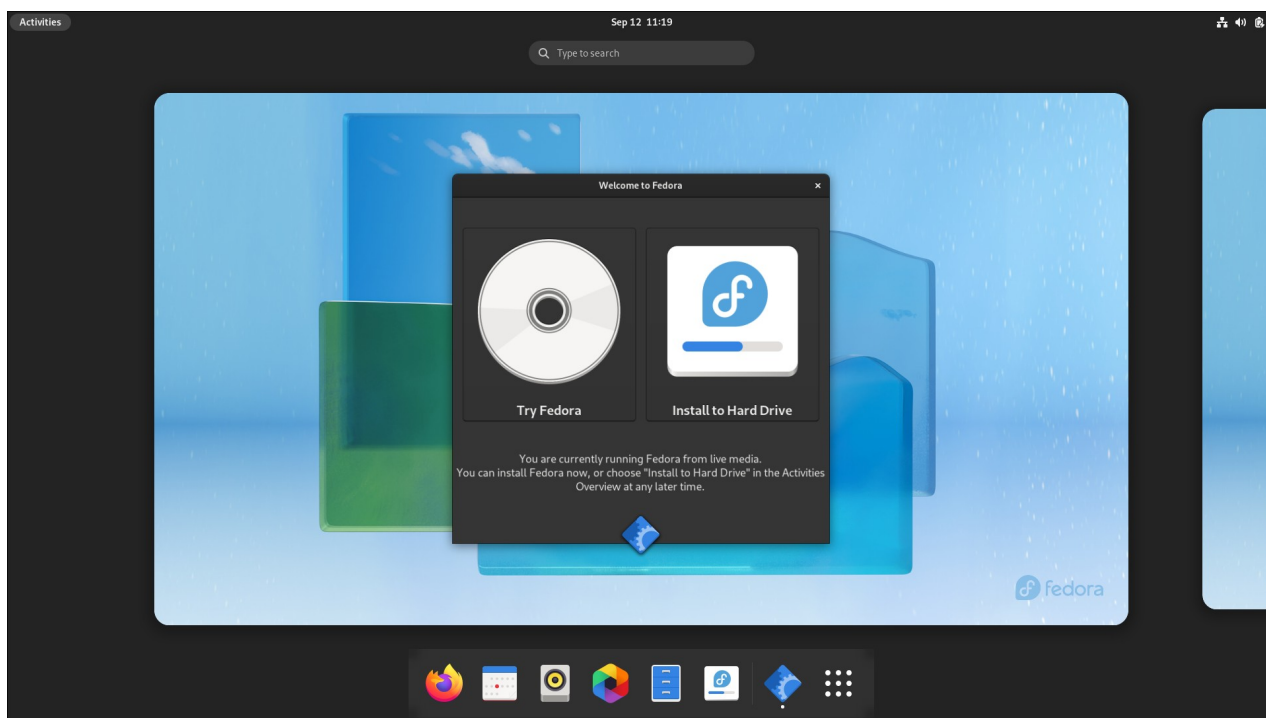 Activities
Sep 12 11:19
Type to search
Welcome to Fedora
Try Fedora
Install to Hard Drive
You are currently running Fedora from live media.
You can install Fedora now, or choose "Install to Hard Drive" in the Activities
Overview at any later time.
fedora